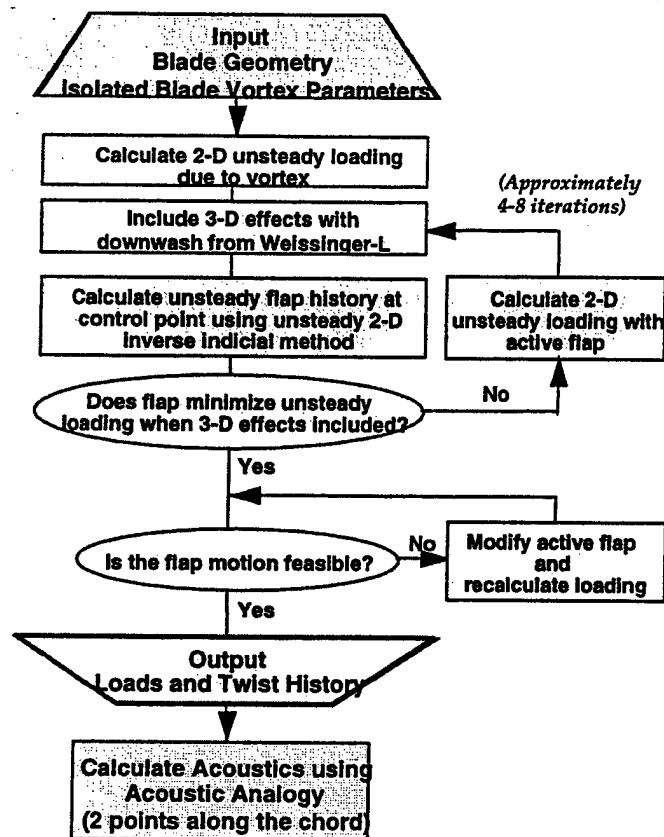 Input
Blade Geometry
Isolated Blade Vortex Parameters
Calculate 2-D unsteady loading
due to vortex
(Approximately
4-8 iterations)
Include 3-D effects with
downwash from Weissinger-L
Calculate unsteady flap history at
control point using unsteady 2-D
inverse indicial method
Calculate 2-D
unsteady loading with
active flap
Does flap minimize unsteady
loading when 3-D effects included?
No
Yes
Is the flap motion feasible?
No
Modify active flap
and
recalculate loading
Yes
Output
Loads and Twist History
Calculate Acoustics using
Acoustic Analogy
(2 points along the chord)